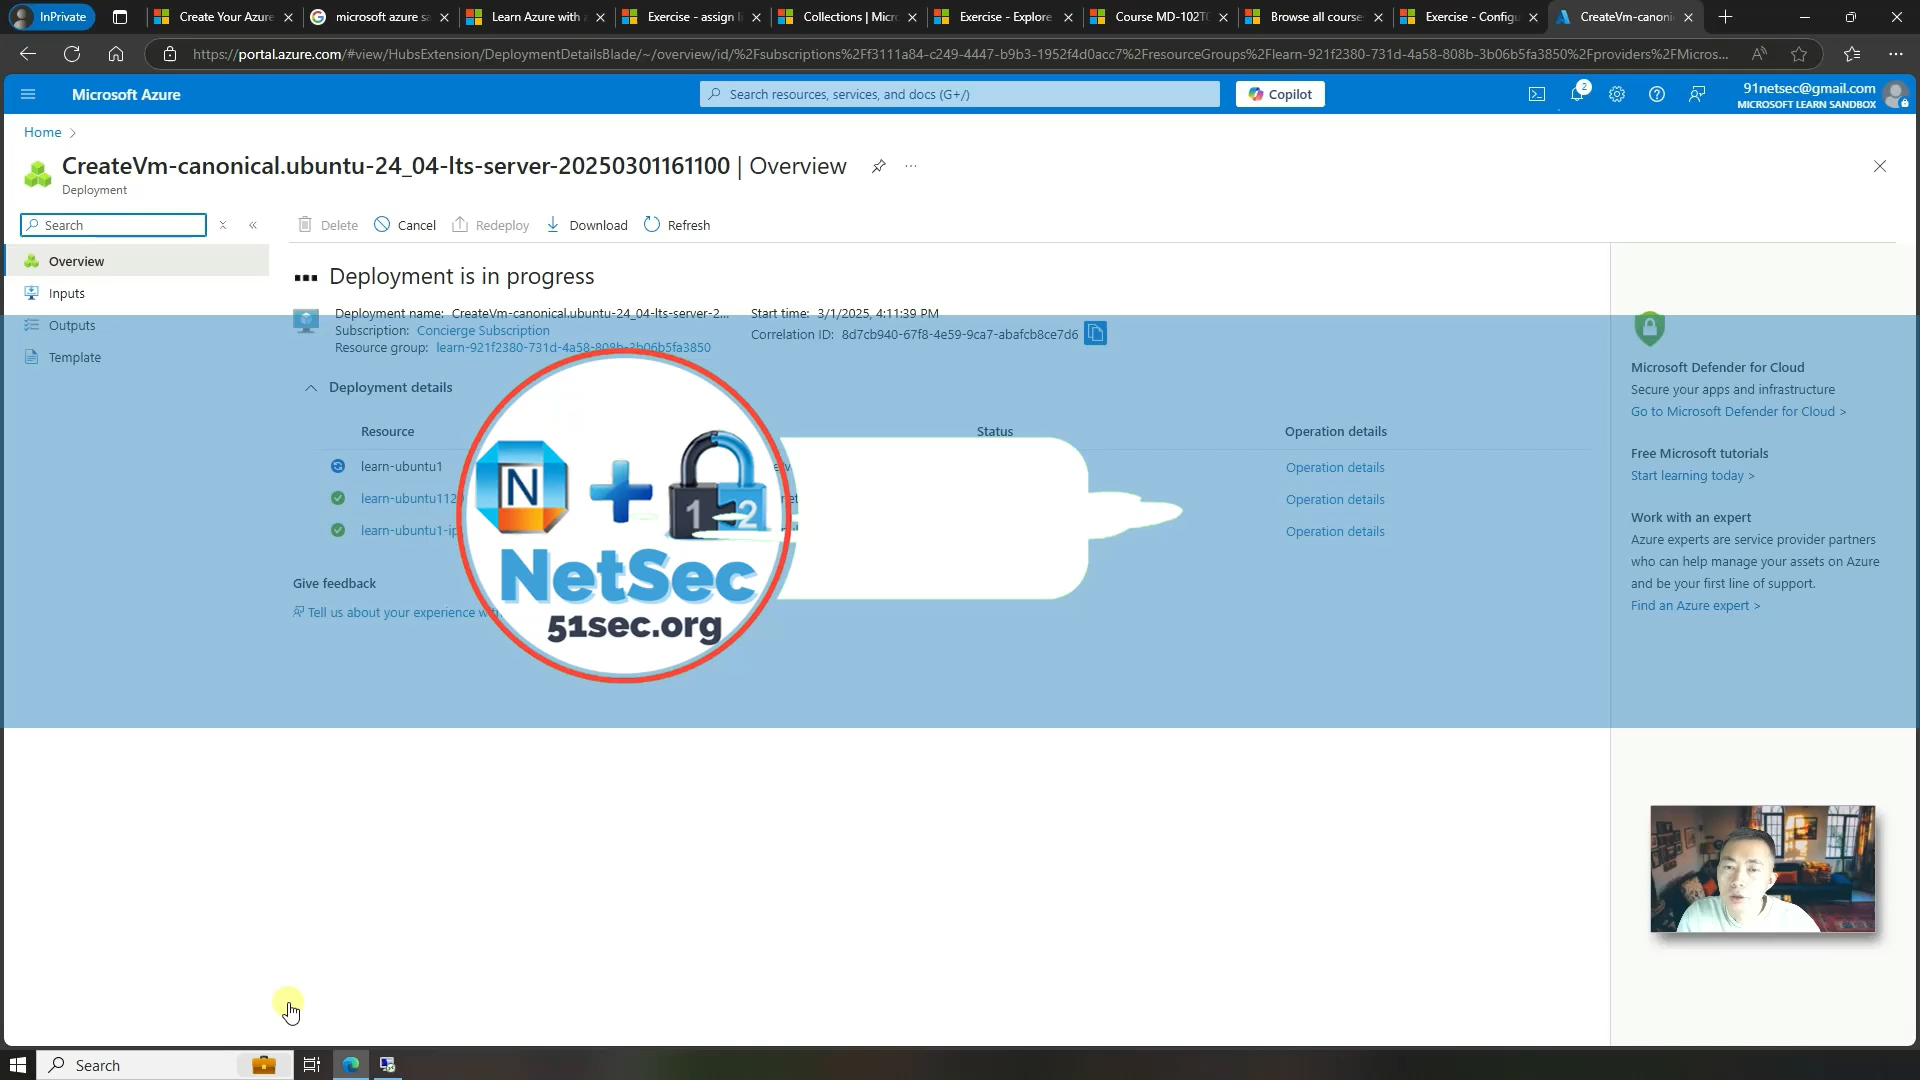 InPrivate
Create Your Azure
microsoft azure sa
Learn Azure with
Exercise - assign
Collections | Micr
Exercise - Explore
Course MD-102T0
Browse all course
Exercise - Configu
CreateVm-canoni
https://portal.azure.com/#view/HubsExtension/DeploymentDetailsBlade/~/overview/id/%2Fsubscriptions%2Ff3111a84-c249-4447-b9b3-1952f4d0acc7%2FresourceGroups%2Flearn-921f2380-731d-4a58-808b-3b06b5fa3850%2Fproviders%2FMicros...
Microsoft Azure
Search resources, services, and docs (G+/)
Copilot
2
91netsec@gmail.com
MICROSOFT LEARN SANDBOX
Home
CreateVm-canonical.ubuntu-24_04-lts-server-20250301161100 | Overview
Deployment
Search
Delete
Cancel
Redeploy
Download
Refresh
Overview
Inputs
Outputs
Template
Deployment is in progress
Deployment name: CreateVm-canonical.ubuntu-24_04-lts-server-2...
Subscription: Concierge Subscription
Resource group: learn-921f2380-731d-4a58-808b-3b06b5fa3850
Start time: 3/1/2025, 4:11:39 PM
Correlation ID: 8d7cb940-67f8-4e59-9ca7-abafcb8ce7d6
Deployment details
Resource
Status
Operation details
learn-ubuntu1
Operation details
learn-ubuntu112
Operation details
learn-ubuntu1-ip
Operation details
Give feedback
Tell us about your experience with
N
1 2
NetSec
51sec.org
Microsoft Defender for Cloud
Secure your apps and infrastructure
Go to Microsoft Defender for Cloud >
Free Microsoft tutorials
Start learning today >
Work with an expert
Azure experts are service provider partners
who can help manage your assets on Azure
and be your first line of support.
Find an Azure expert >
Search